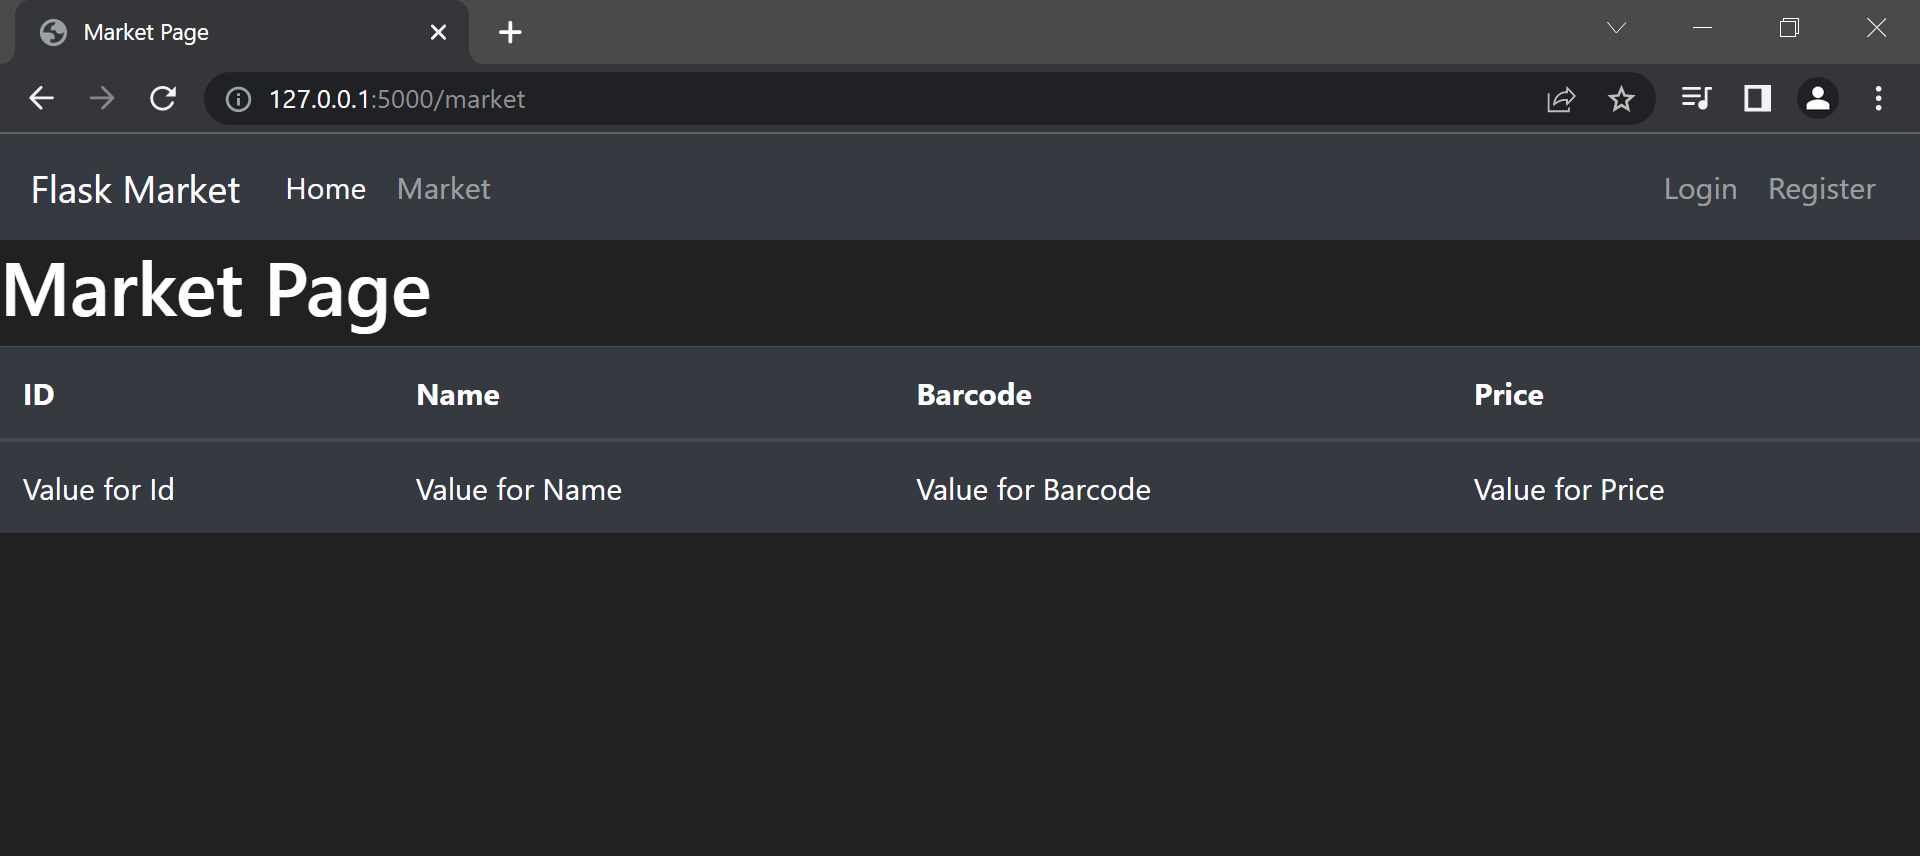 Market Page
127.0.0.1:5000/market
Flask Market Home Market Login Register
Market Page
ID Name Barcode Price
Value for Id Value for Name Value for Barcode Value for Price